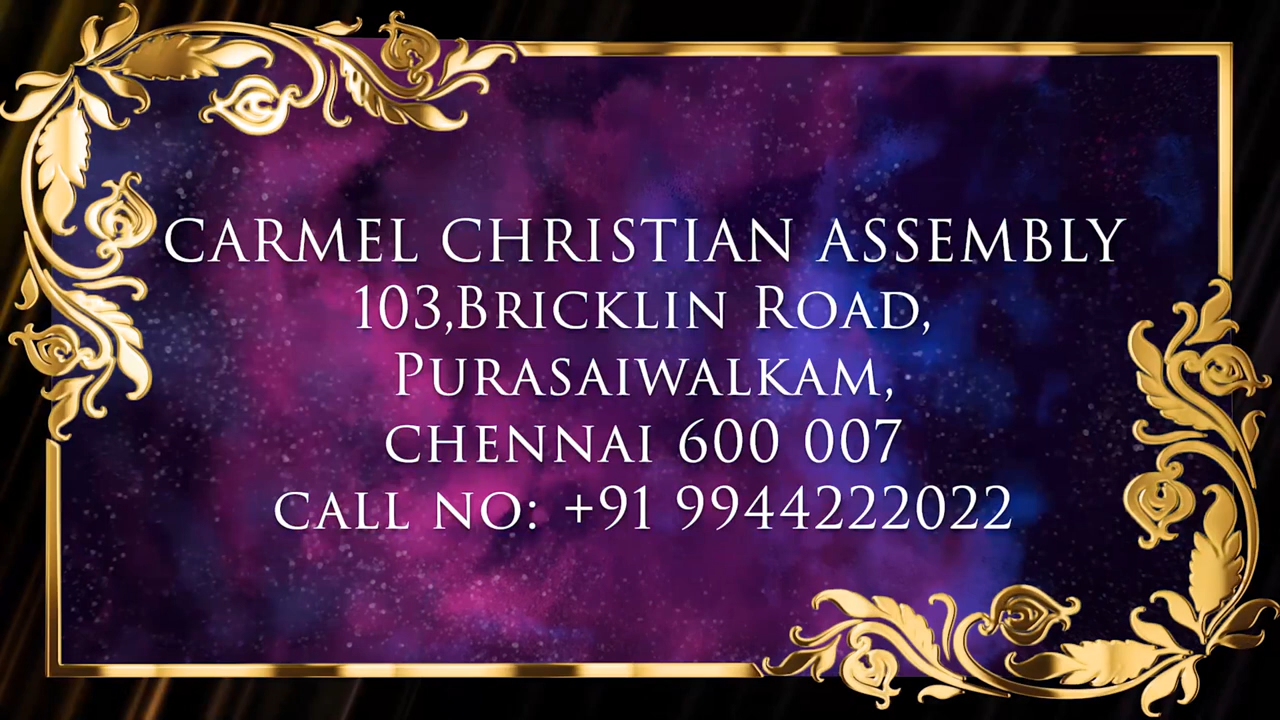 CARMEL CHRISTIAN ASSEMBLY
103,Bricklin Road,
Purasaiwalkam,
chennai 600 007
call no: +91 9944222022